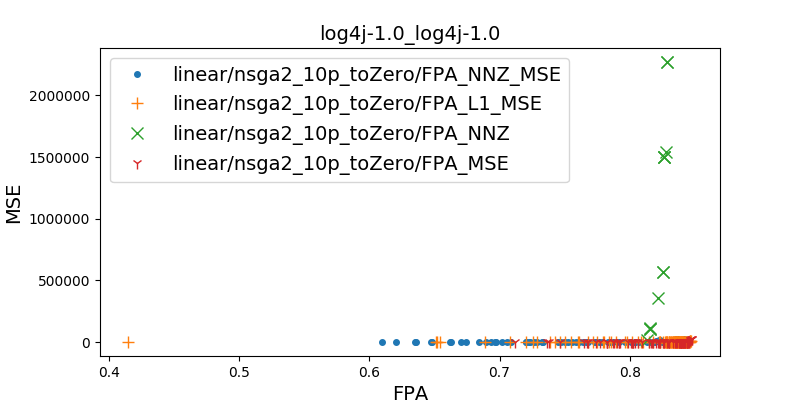 log4j-1.0_log4j-1.0
linear/nsga2_10p_toZero/FPA_NNZ_MSE
linear/nsga2_10p_toZero/FPA_L1_MSE
linear/nsga2_10p_toZero/FPA_NNZ
linear/nsga2_10p_toZero/FPA_MSE
MSE
2000000
1500000
1000000
500000
0
0.4
0.5
0.6
0.7
0.8
FPA